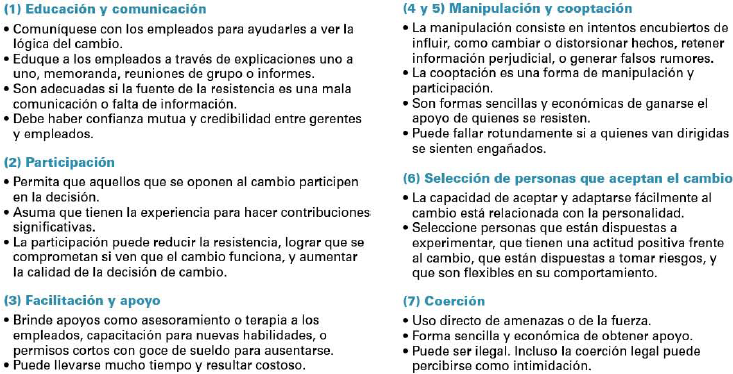 (1) Educación y comunicación
• Comuníquese con los empleados para ayudarles a ver la
lógica del cambio.
• Eduque a los empleados a través de explicaciones uno a
uno, memoranda, reuniones de grupo o informes.
• Son adecuadas si la fuente de la resistencia es una mala
comunicación o falta de información.
• Debe haber confianza mutua y credibilidad entre gerentes
y empleados.
(2) Participación
• Permita que aquellos que se oponen al cambio participen
en la decisión.
• Asuma que tienen la experiencia para hacer contribuciones
significativas.
• La participación puede reducir la resistencia, lograr que se
comprometan si ven que el cambio funciona, y aumentar
la calidad de la decisión de cambio.
(3) Facilitación y apoyo
• Brinde apoyos como asesoramiento o terapia a los
empleados, capacitación para nuevas habilidades, o
permisos cortos con goce de sueldo para ausentarse.
• Puede llevarse mucho tiempo y resultar costoso.
(4 y 5) Manipulación y cooptación
• La manipulación consiste en intentos encubiertos de
influir, como cambiar o distorsionar hechos, retener
información perjudicial, o generar falsos rumores.
• La cooptación es una forma de manipulación y
participación.
• Son formas sencillas y económicas de ganarse el
apoyo de quienes se resisten.
• Puede fallar rotundamente si a quienes van dirigidas
se sienten engañados.
(6) Selección de personas que aceptan el cambio
• La capacidad de aceptar y adaptarse fácilmente al
cambio está relacionada con la personalidad.
• Seleccione personas que están dispuestas a
experimentar, que tienen una actitud positiva frente
al cambio, que están dispuestas a tomar riesgos, y
que son flexibles en su comportamiento.
(7) Coerción
• Uso directo de amenazas o de la fuerza.
• Forma sencilla y económica de obtener apoyo.
• Puede ser ilegal. Incluso la coerción legal puede
percibirse como intimidación.